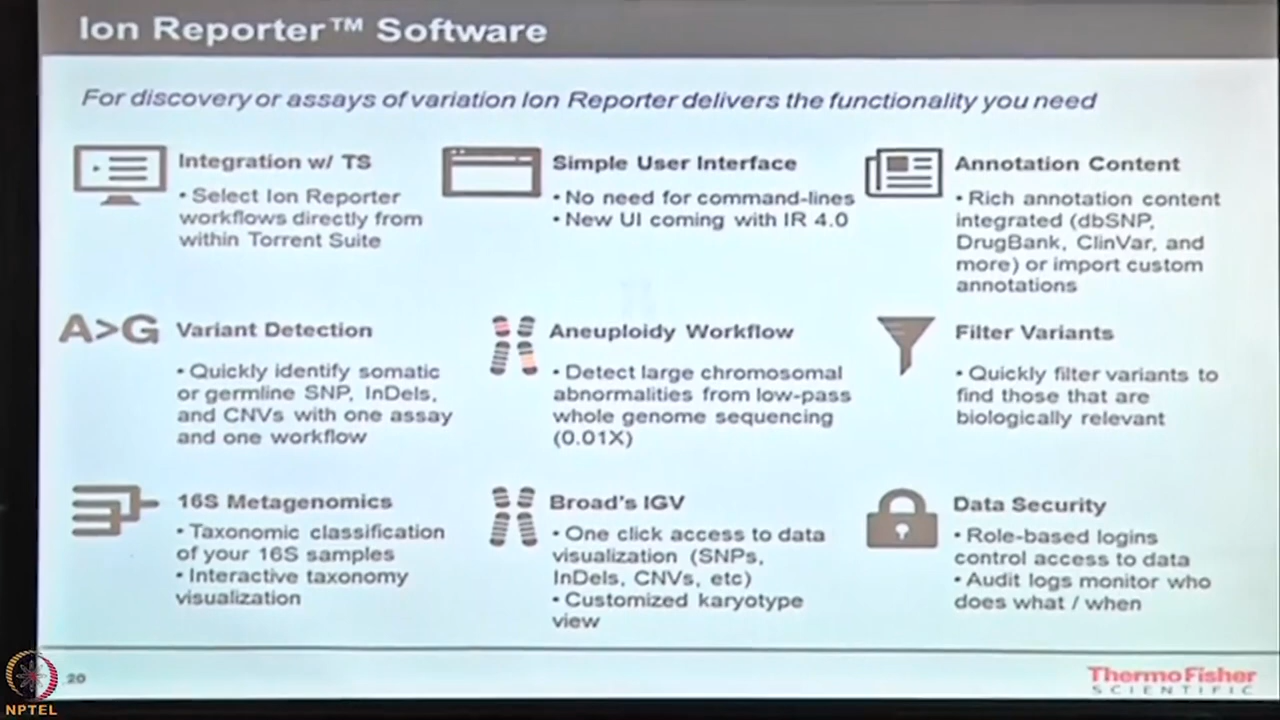 Ion Reporter™ Software
For discovery or assays of variation Ion Reporter delivers the functionality you need
Integration w/ TS
• Select Ion Reporter
workflows directly from
within Torrent Suite
Simple User Interface
• No need for command-lines
• New UI coming with IR 4.0
Annotation Content
• Rich annotation content
integrated (dbSNP,
DrugBank, ClinVar, and
more) or import custom
annotations
A>G
Variant Detection
• Quickly identify somatic
or germline SNP, InDels,
and CNVs with one assay
and one workflow
Aneuploidy Workflow
• Detect large chromosomal
abnormalities from low-pass
whole genome sequencing
(0.01X)
Filter Variants
• Quickly filter variants to
find those that are
biologically relevant
16S Metagenomics
• Taxonomic classification
of your 16S samples
• Interactive taxonomy
visualization
Broad's IGV
• One click access to data
visualization (SNPs,
InDels, CNVs, etc)
• Customized karyotype
view
Data Security
• Role-based logins
control access to data
• Audit logs monitor who
does what / when
20
ThermoFisher
SCIENTIFIC
NPTEL